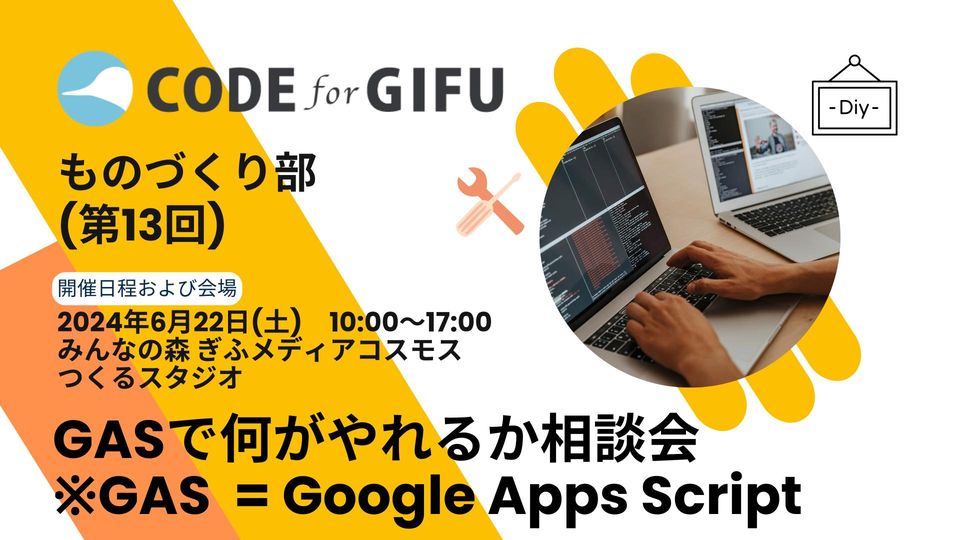 CODE for GIFU
-Diy-
ものづくり部
(第13回)
開催日程および会場
2024年6月22日(土)　10:00〜17:00
みんなの森 ぎふメディアコスモス
つくるスタジオ
GASで何がやれるか相談会
※GAS = Google Apps Script